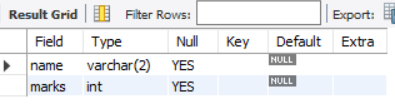 Result Grid Filter Rows: Export:
Field Type Null Key Default Extra
name varchar(2) YES NULL
marks int YES NULL